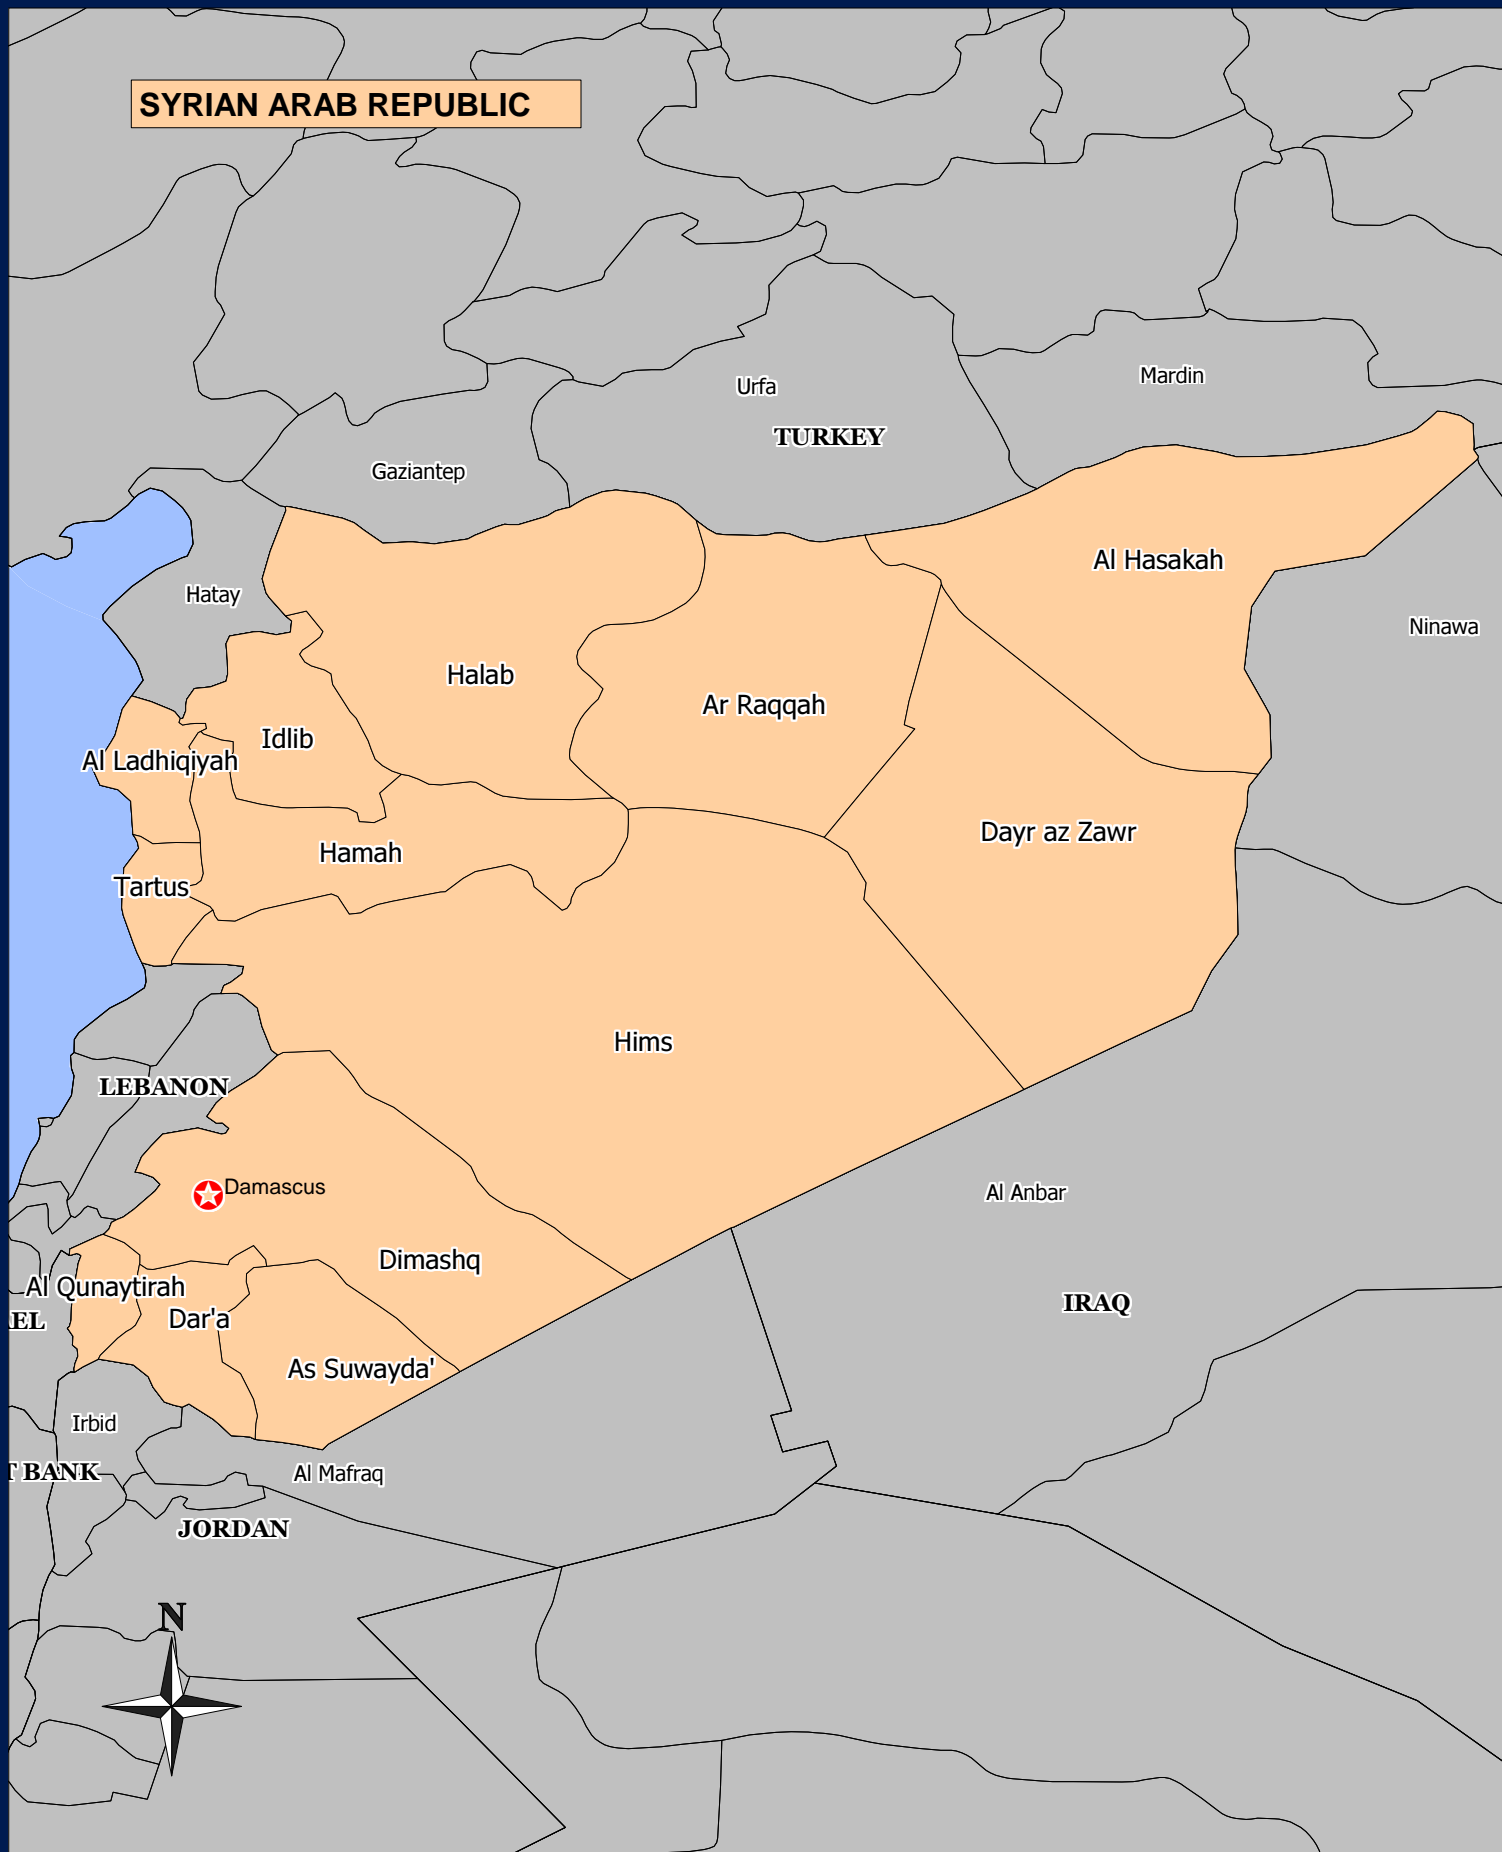 SYRIAN ARAB REPUBLIC
Mardin
Urfa
TURKEY
Gaziantep
Al Hasakah
Hatay
Ninawa
Halab
Ar Raqqah
Idlib
Al Ladhiqiyah
Dayr az Zawr
Hamah
Tartus
Hims
LEBANON
Damascus
Al Anbar
Dimashq
Al Qunaytirah
IRAQ
Dar'a
EL
As Suwayda'
Irbid
T BANK
Al Mafraq
JORDAN
N